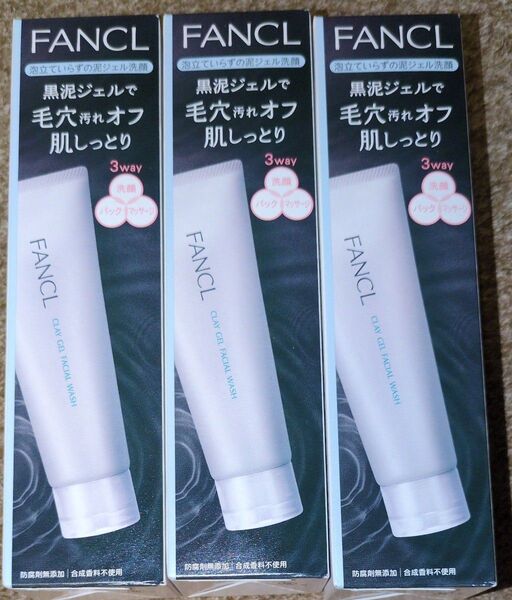 FANCL
泡立ていらずの泥ジェル洗顔
黒泥ジェルで
毛穴汚れオフ
肌しっとり
3way
洗顔
パック マッサージ
FANCL
CLAY GEL FACIAL WASH
防腐剤無添加 | 合成香料不使用
FANCL
泡立ていらずの泥ジェル洗顔
黒泥ジェルで
毛穴汚れオフ
肌しっとり
3way
洗顔
パック マッサージ
FANCL
CLAY GEL FACIAL WASH
防腐剤無添加 | 合成香料不使用
FANCL
泡立ていらずの泥ジェル洗顔
黒泥ジェルで
毛穴汚れオフ
肌しっとり
3way
洗顔
パック マッサージ
FANCL
CLAY GEL FACIAL WASH
防腐剤無添加 | 合成香料不使用